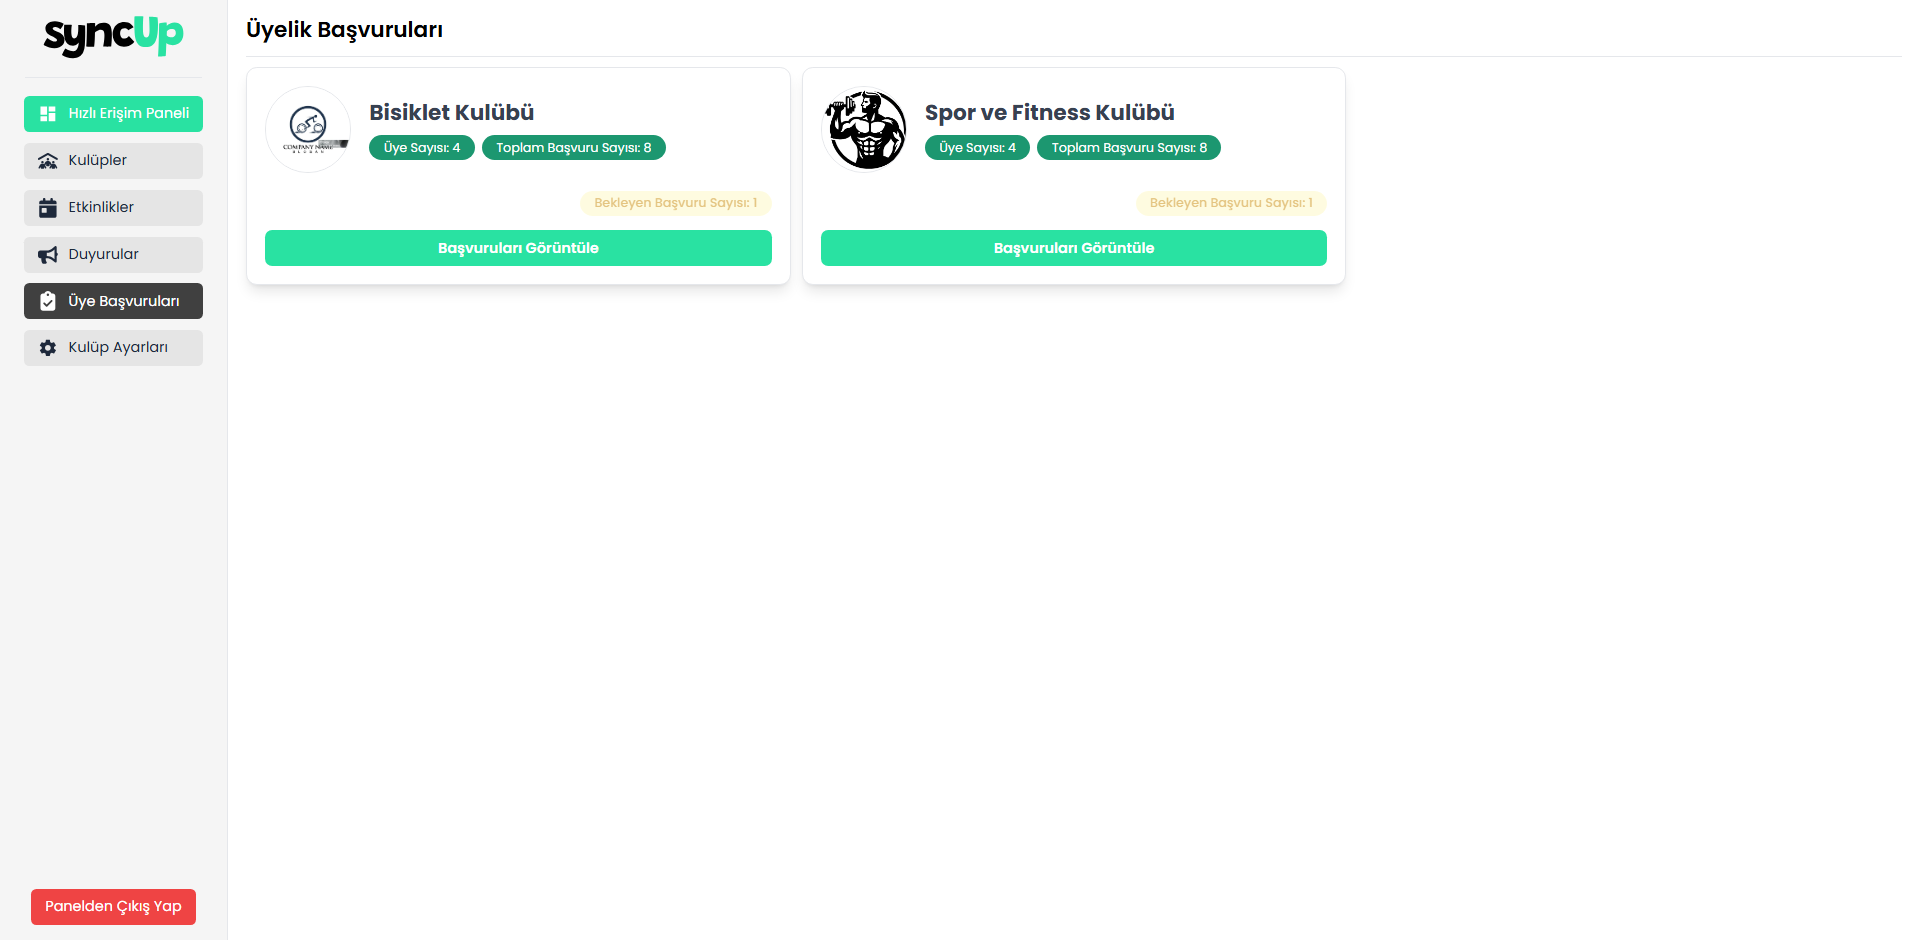 syncUp
Hızlı Erişim Paneli
Kulüpler
Etkinlikler
Duyurular
Üye Başvuruları
Kulüp Ayarları
Panelden Çıkış Yap
Üyelik Başvuruları
COMPANY NAME
SLOGAN
Bisiklet Kulübü
Üye Sayısı: 4 Toplam Başvuru Sayısı: 8
Bekleyen Başvuru Sayısı: 1
Başvuruları Görüntüle
Spor ve Fitness Kulübü
Üye Sayısı: 4 Toplam Başvuru Sayısı: 8
Bekleyen Başvuru Sayısı: 1
Başvuruları Görüntüle